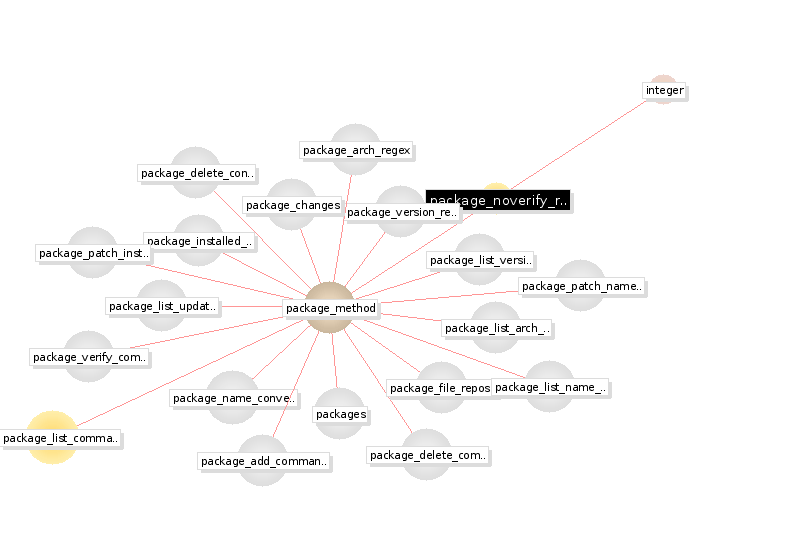 integer
package_arch_regex
package_delete_con..
package_noverify_r..
package_changes
package_version_re..
package_installed_..
package_patch_inst..
package_list_versi..
package_patch_name..
package_list_updat..
package_method
package_list_arch_..
package_verify_com..
package_file_repos
package_list_name_..
package_name_conve..
packages
package_list_comma..
package_delete_com..
package_add_comman..